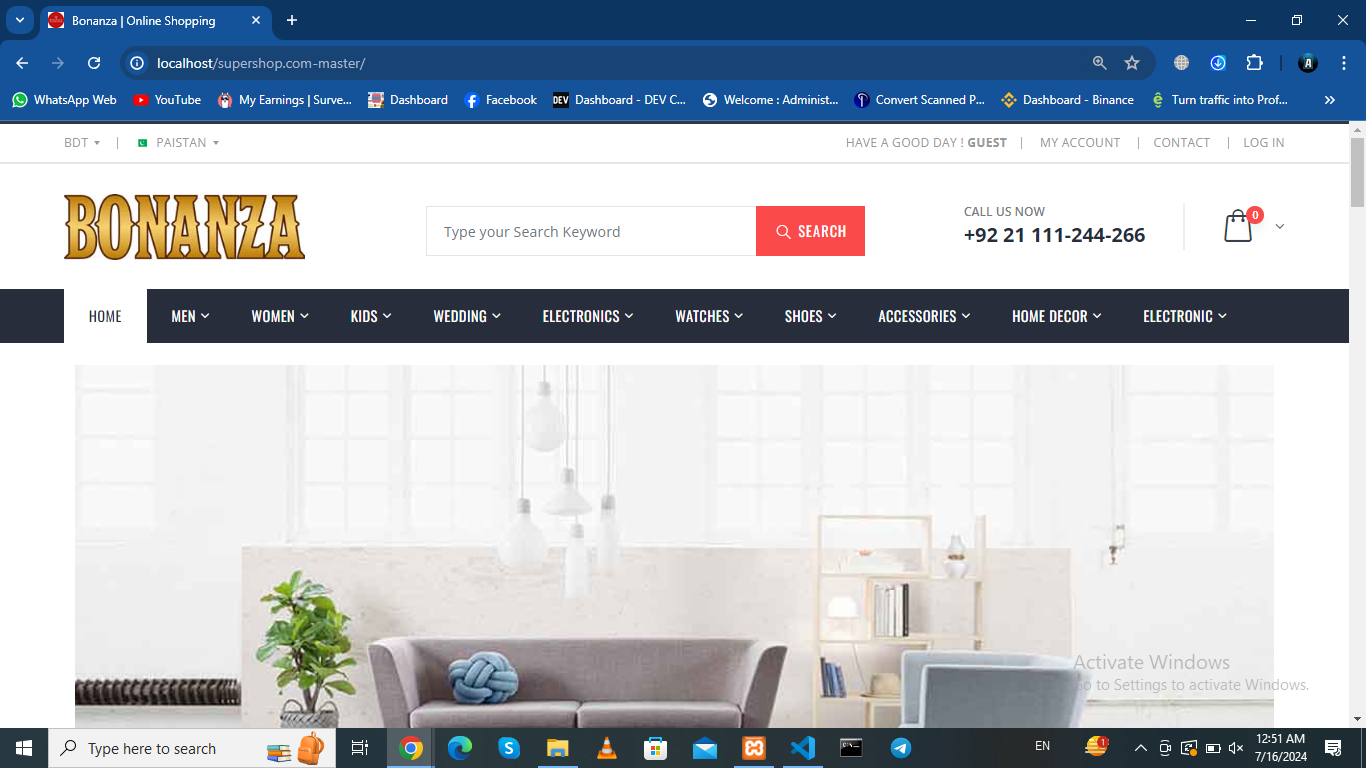 Bonanza | Online Shopping
localhost/supershop.com-master/
A
WhatsApp Web
YouTube
My Earnings | Surve...
Dashboard
Facebook
DEV
Dashboard - DEV C...
Welcome : Administ...
Convert Scanned P...
Dashboard - Binance
Turn traffic into Prof...
BDT
PAISTAN
HAVE A GOOD DAY ! GUEST
MY ACCOUNT
CONTACT
LOG IN
BONANZA
Type your Search Keyword
SEARCH
CALL US NOW
+92 21 111-244-266
0
HOME
MEN
WOMEN
KIDS
WEDDING
ELECTRONICS
WATCHES
SHOES
ACCESSORIES
HOME DECOR
ELECTRONIC
Activate Windows
Go to Settings to activate Windows.
Type here to search
EN
1
12:51 AM
7/16/2024